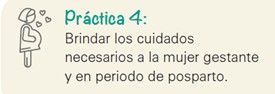 Práctica 4:
Brindar los cuidados
necesarios a la mujer gestante
y en periodo de posparto.